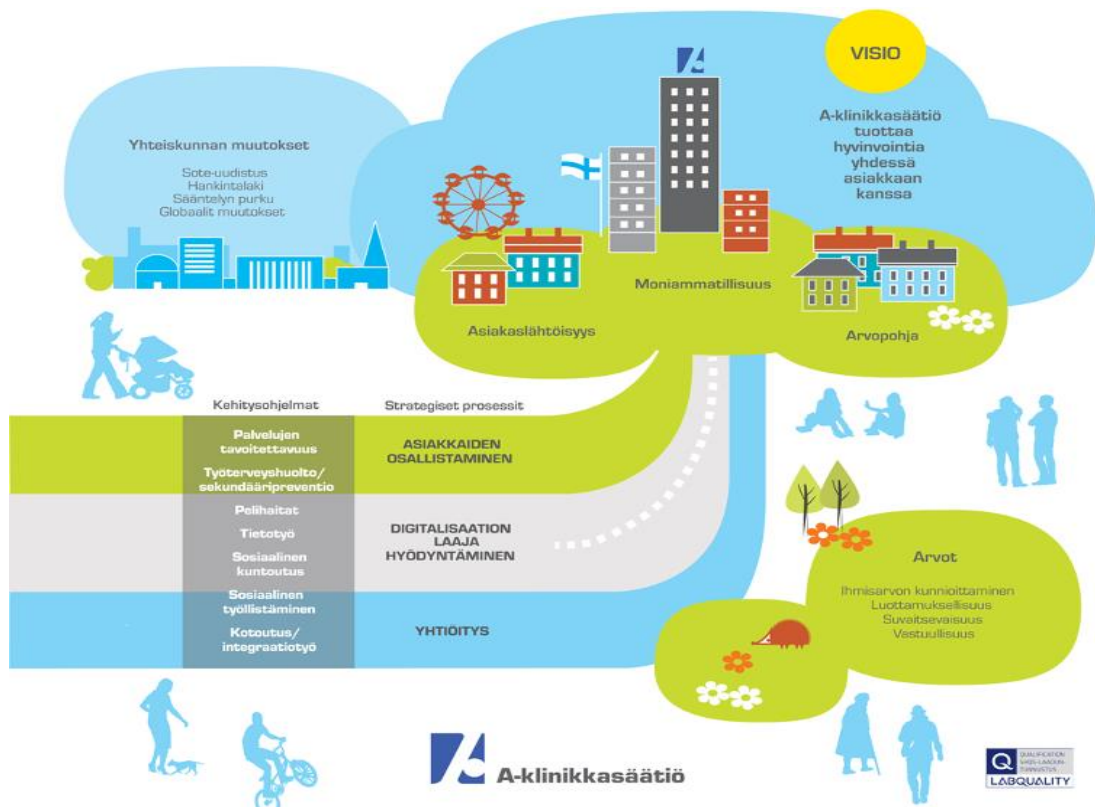 VISIO
A-klinikkasäätiö
tuottaa
hyvinvointia
yhdessä
asiakkaan
kanssa
Yhteiskunnan muutokset
Sote-uudistus
Hankintalaki
Sääntelyn purku
Globaalit muutokset
Moniammatillisuus
Asiakaslähtöisyys
Arvopohja
Kehitysohjelmat
Strategiset prosessit
Palvelujen
tavoitettavuus
Työterveyshuolto/
sekundääripreventio
ASIAKKAIDEN
OSALLISTAMINEN
Pelihaitat
Tietotyö
Sosiaalinen
kuntoutus
DIGITALISAATION
LAAJA
HYÖDYNTÄMINEN
Sosiaalinen
työllistäminen
Kotoutus/
integraatiotyö
YHTIÖITYS
Arvot
Ihmisarvon kunnioittaminen
Luottamuksellisuus
Suvaitsevaisuus
Vastuullisuus
A-klinikkasäätiö
Q
QUALIFICATION
LABQUALITY